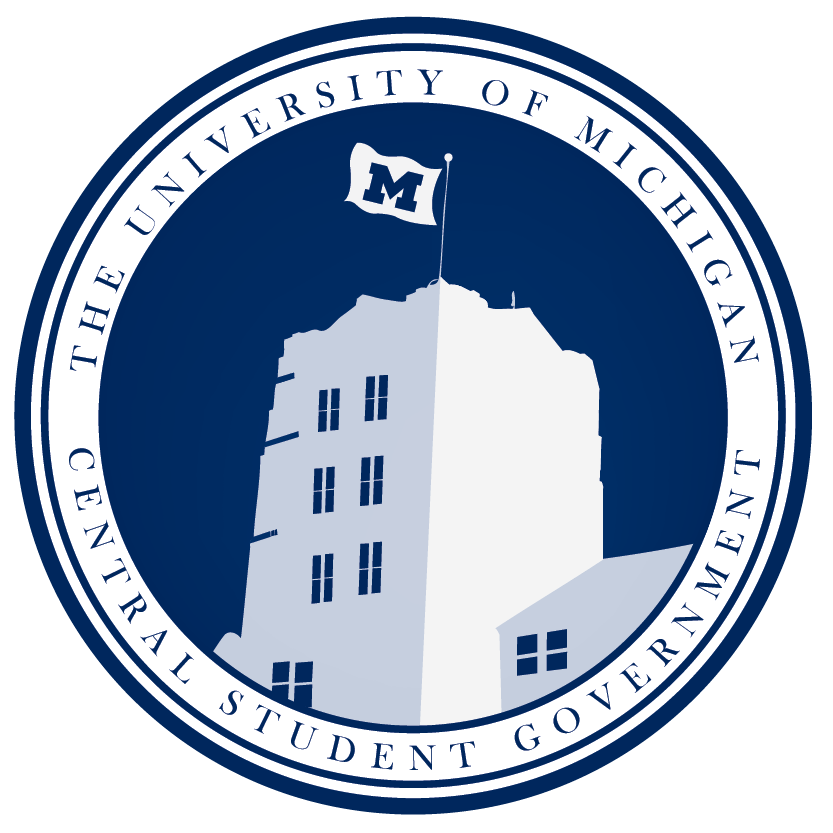 THE UNIVERSITY OF MICHIGAN
M
CENTRAL STUDENT GOVERNMENT